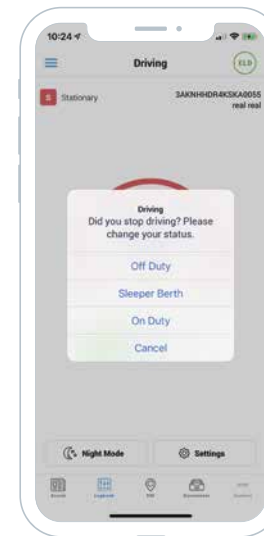 10:24
Driving
ELD
S Stationary
3AKNHHDR4KSKA0055
real real
Driving
Did you stop driving? Please
change your status.
Off Duty
Sleeper Berth
On Duty
Cancel
Night Mode
Settings